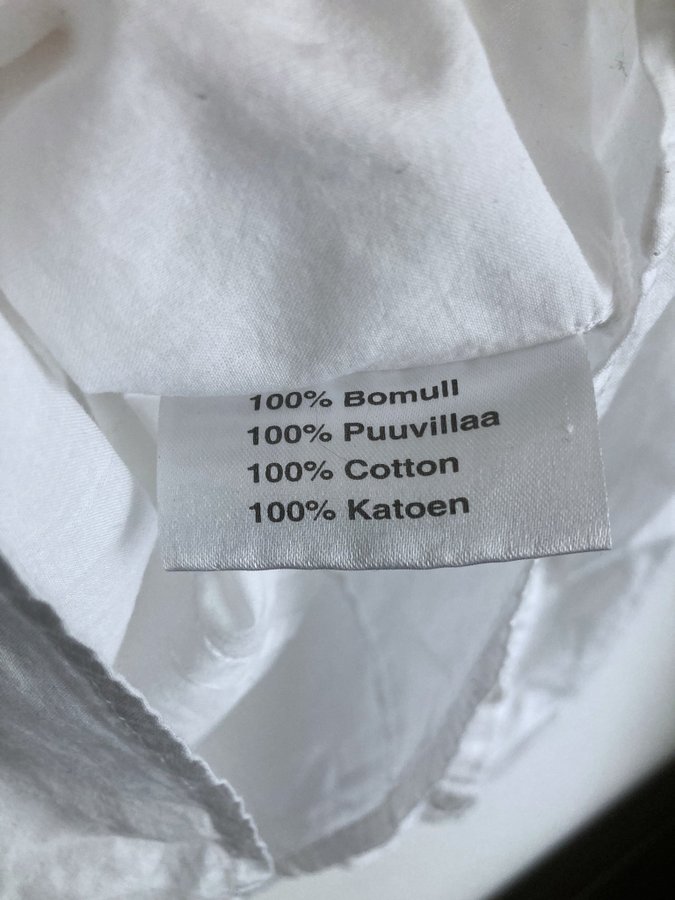 100% Bomull
100% Puuvillaa
100% Cotton
100% Katoen